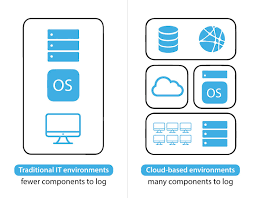 OS
Traditional IT environments
fewer components to log
OS
Cloud-based environments
many components to log